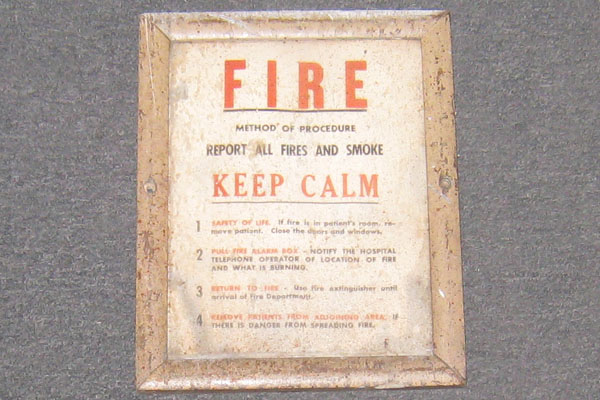 FIRE
METHOD OF PROCEDURE
REPORT ALL FIRES AND SMOKE
KEEP CALM
1 SAFETY OF LIFE. If fire is in patient's room, re-
move patient. Close the doors and windows.
2 PULL FIRE ALARM BOX - NOTIFY THE HOSPITAL
TELEPHONE OPERATOR OF LOCATION OF FIRE
AND WHAT IS BURNING.
3 RETURN TO FIRE - Use fire extinguisher until
arrival of Fire Department.
4 REMOVE PATIENTS FROM ADJOINING AREA, IF
THERE IS DANGER FROM SPREADING FIRE.